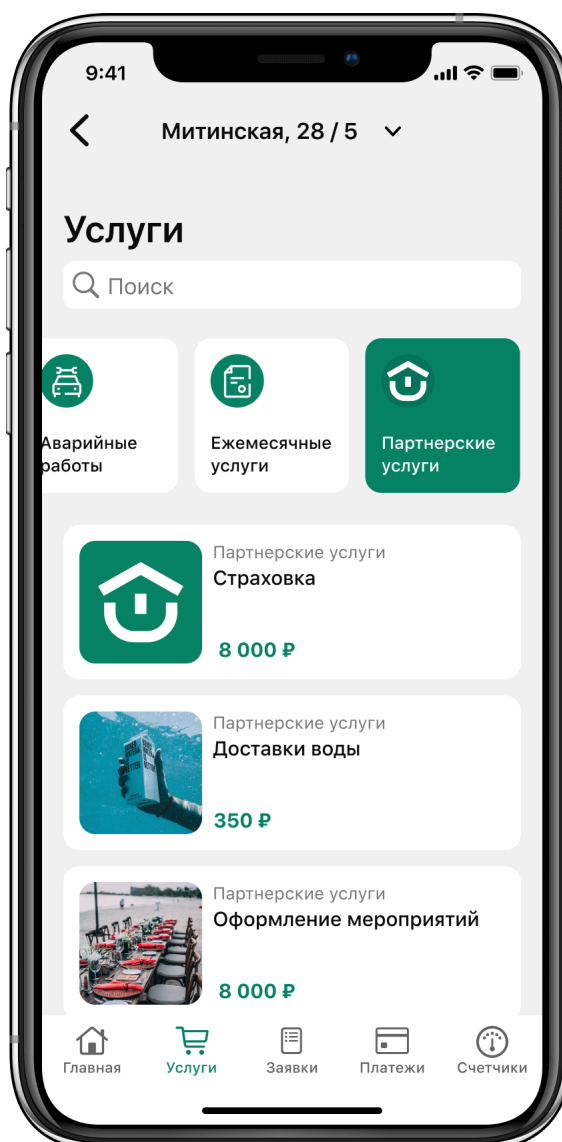 9:41
Митинская, 28 / 5
Услуги
Поиск
Аварийные
работы
Ежемесячные
услуги
Партнерские
услуги
Партнерские услуги
Страховка
8 000 ₽
Партнерские услуги
Доставки воды
350 ₽
Партнерские услуги
Оформление мероприятий
8 000 ₽
Главная
Услуги
Заявки
Платежи
Счетчики